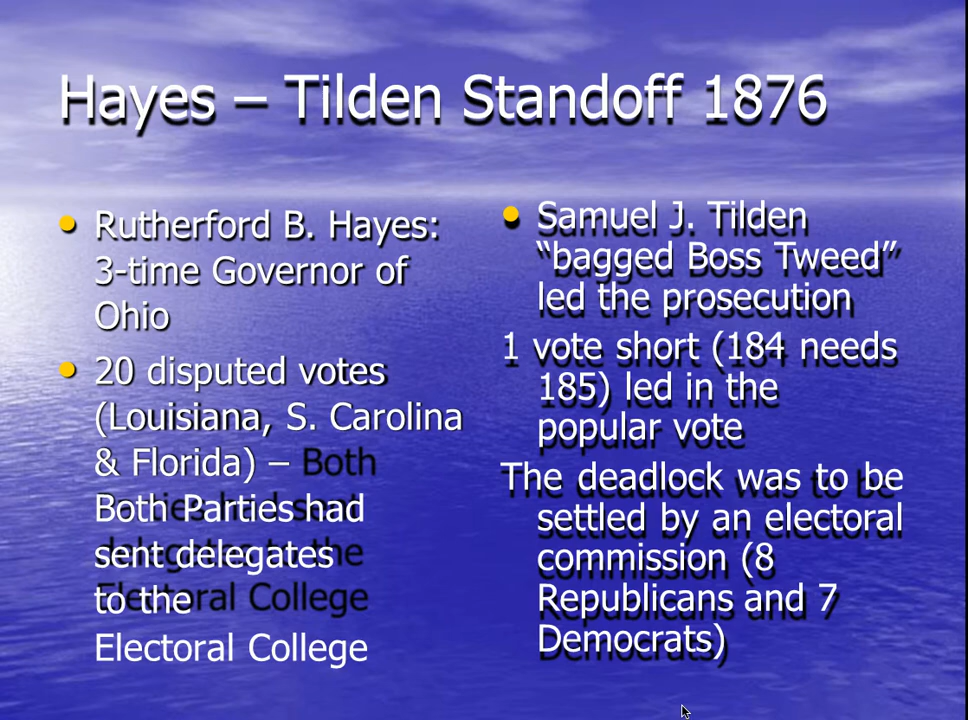 Hayes – Tilden Standoff 1876
• Rutherford B. Hayes:
3-time Governor of
Ohio
• 20 disputed votes
(Louisiana, S. Carolina
& Florida) –
Both Parties had
sent delegates
to the
Electoral College
• Samuel J. Tilden
“bagged Boss Tweed”
led the prosecution
1 vote short (184 needs
185) led in the
popular vote
The deadlock was to be
settled by an electoral
commission (8
Republicans and 7
Democrats)